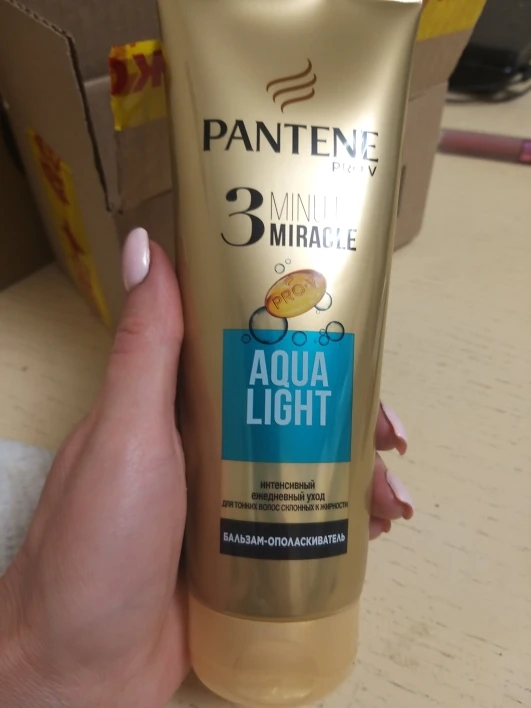 PANTENE
PRO-V
3 MINUTE
MIRACLE
PRO-V
AQUA
LIGHT
интенсивный
ежедневный уход
ДЛЯ ТОНКИХ ВОЛОС СКЛОННЫХ К ЖИРНОСТИ
БАЛЬЗАМ-ОПОЛАСКИВАТЕЛЬ